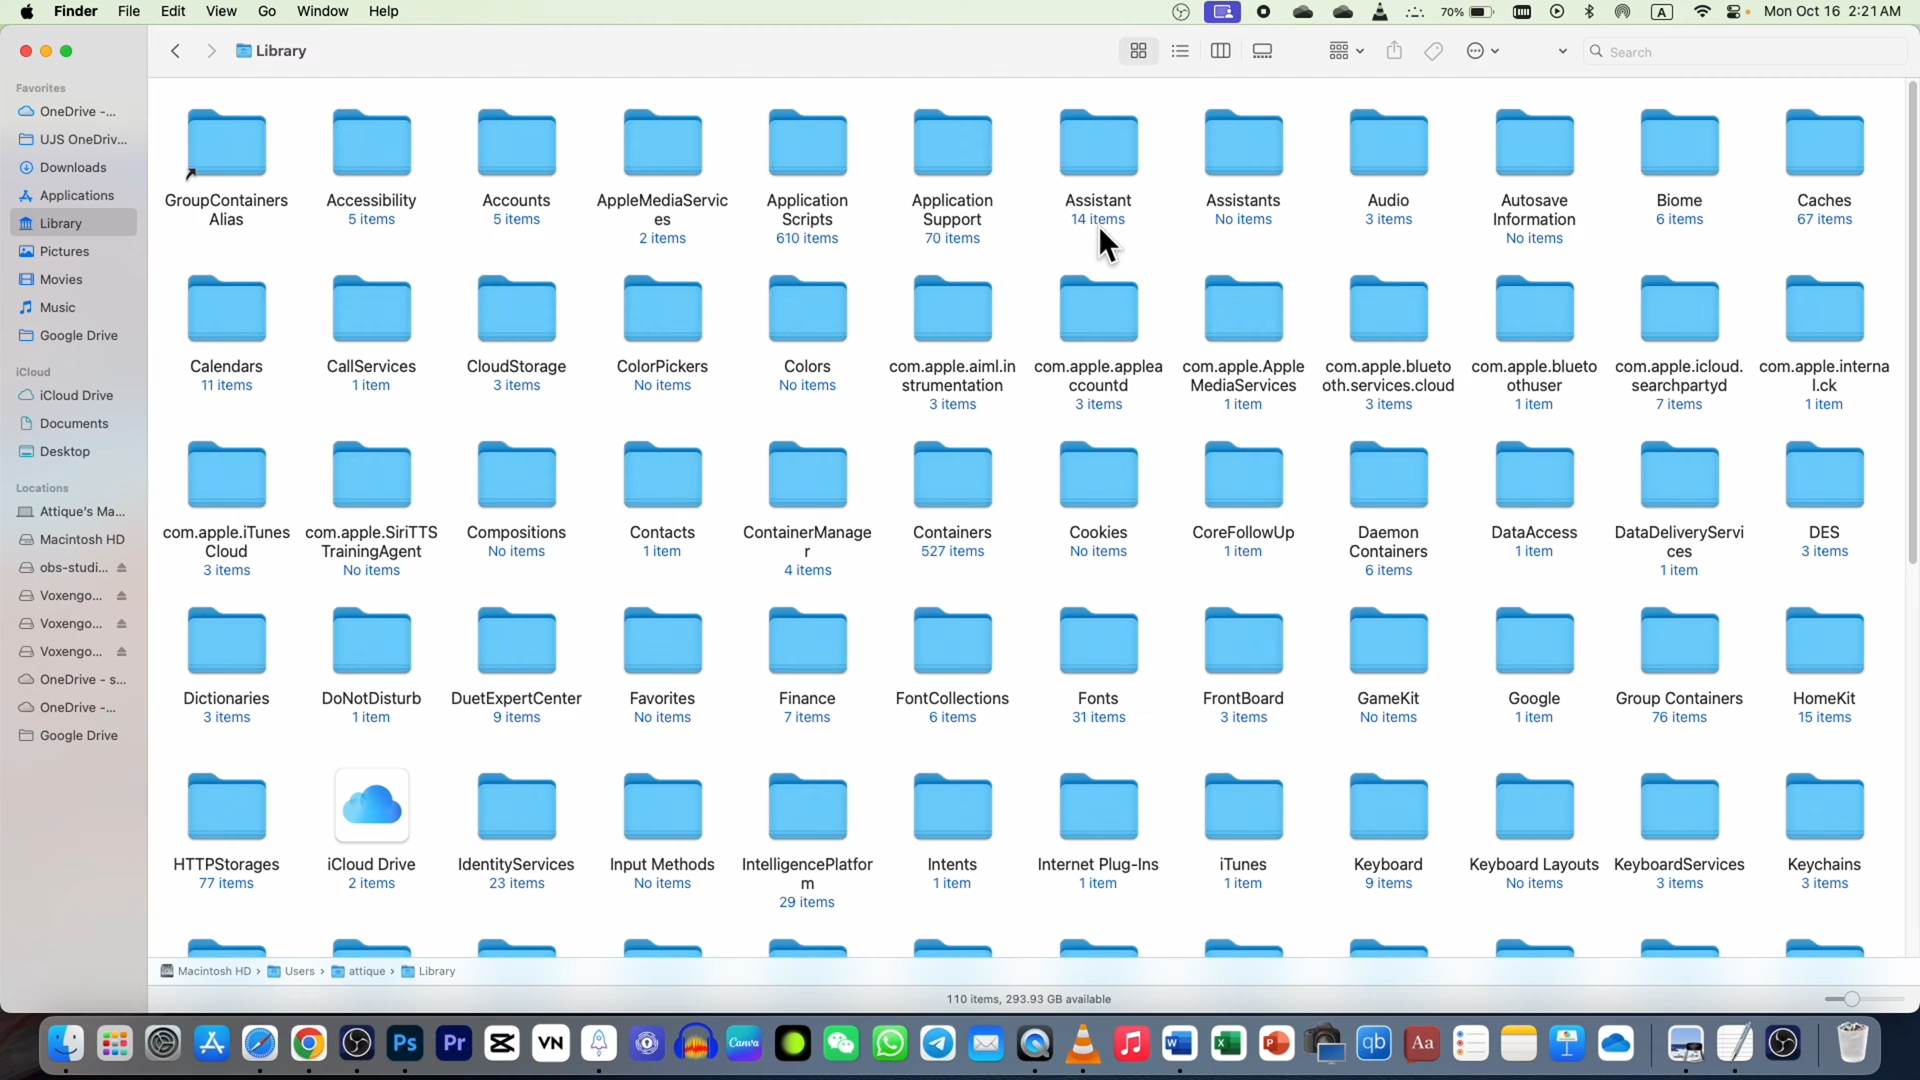 Finder File Edit View Go Window Help
70% A Mon Oct 16 2:21 AM
Library
Search
Favorites
OneDrive -...
UJS OneDriv...
Downloads
Applications
Library
Pictures
Movies
Music
Google Drive
iCloud
iCloud Drive
Documents
Desktop
Locations
Attique's Ma...
Macintosh HD
obs-studi...
Voxengo...
Voxengo...
Voxengo...
OneDrive - s...
OneDrive -...
Google Drive
GroupContainers Accessibility Accounts AppleMediaServic Application Application Assistant Assistants Audio Autosave Biome Caches
Alias 5 items 5 items es Scripts Support 14 items No items 3 items Information 6 items 67 items
2 items 610 items 70 items No items
Calendars CallServices CloudStorage ColorPickers Colors com.apple.aiml.in com.apple.applea com.apple.Apple com.apple.blueto com.apple.blueto com.apple.icloud. com.apple.interna
11 items 1 item 3 items No items No items strumentation ccountd MediaServices oth.services.cloud othuser searchpartyd l.ck
3 items 3 items 1 item 3 items 1 item 7 items 1 item
com.apple.iTunes com.apple.SiriTTS Compositions Contacts ContainerManage Containers Cookies CoreFollowUp Daemon DataAccess DataDeliveryServi DES
Cloud TrainingAgent No items 1 item r 527 items No items 1 item Containers 1 item ces 3 items
3 items No items 4 items 6 items 1 item
Dictionaries DoNotDisturb DuetExpertCenter Favorites Finance FontCollections Fonts FrontBoard GameKit Google Group Containers HomeKit
3 items 1 item 9 items No items 7 items 6 items 31 items 3 items No items 1 item 76 items 15 items
HTTPStorages iCloud Drive IdentityServices Input Methods IntelligencePlatfor Intents Internet Plug-Ins iTunes Keyboard Keyboard Layouts KeyboardServices Keychains
77 items 2 items 23 items No items m 1 item 1 item 1 item 9 items No items 3 items 3 items
29 items
Macintosh HD › Users › attique › Library
110 items, 293.93 GB available
Ps Pr VN Canva W X P qb Aa